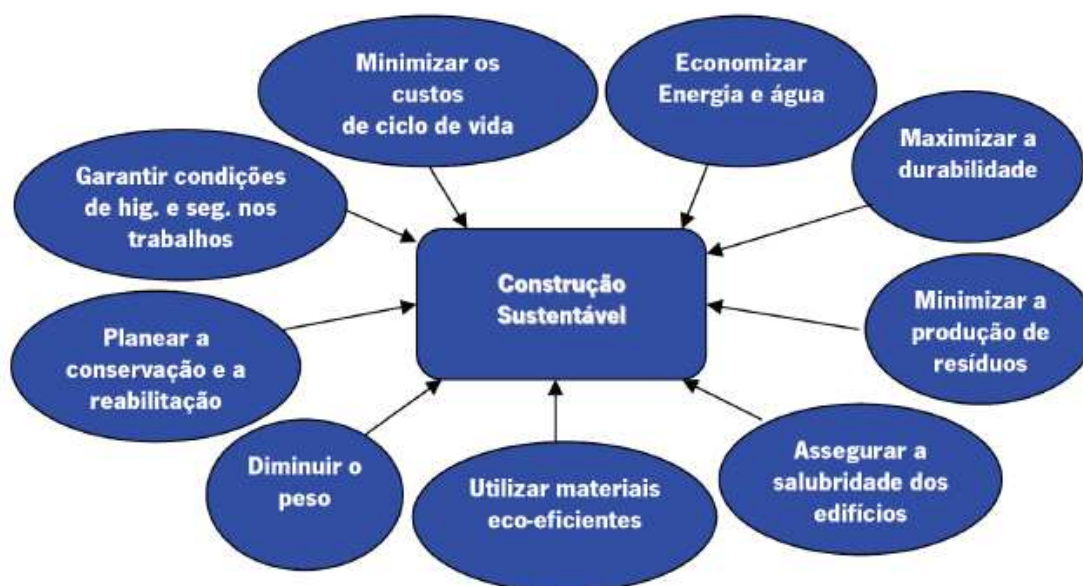 Minimizar os
custos
de ciclo de vida
Economizar
Energia e água
Maximizar a
durabilidade
Garantir condições
de hig. e seg. nos
trabalhos
Construção
Sustentável
Minimizar a
produção de
resíduos
Planear a
conservação e a
reabilitação
Diminuir o
peso
Utilizar materiais
eco-eficientes
Assegurar a
salubridade dos
edifícios